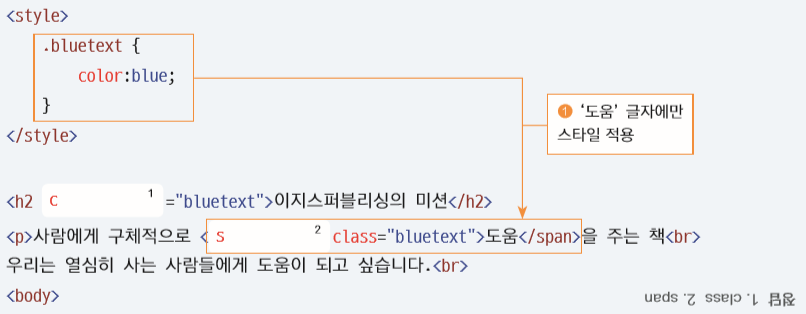 <style>
.bluetext {
color:blue;
}
</style>
❶ ‘도움’ 글자에만
스타일 적용
<h2 c 1 ="bluetext">이지스퍼블리싱의 미션</h2>
<p>사람에게 구체적으로 <s 2 class="bluetext">도움</span>을 주는 책<br>
우리는 열심히 사는 사람들에게 도움이 되고 싶습니다.<br>
<body>
정답 1. class 2. span